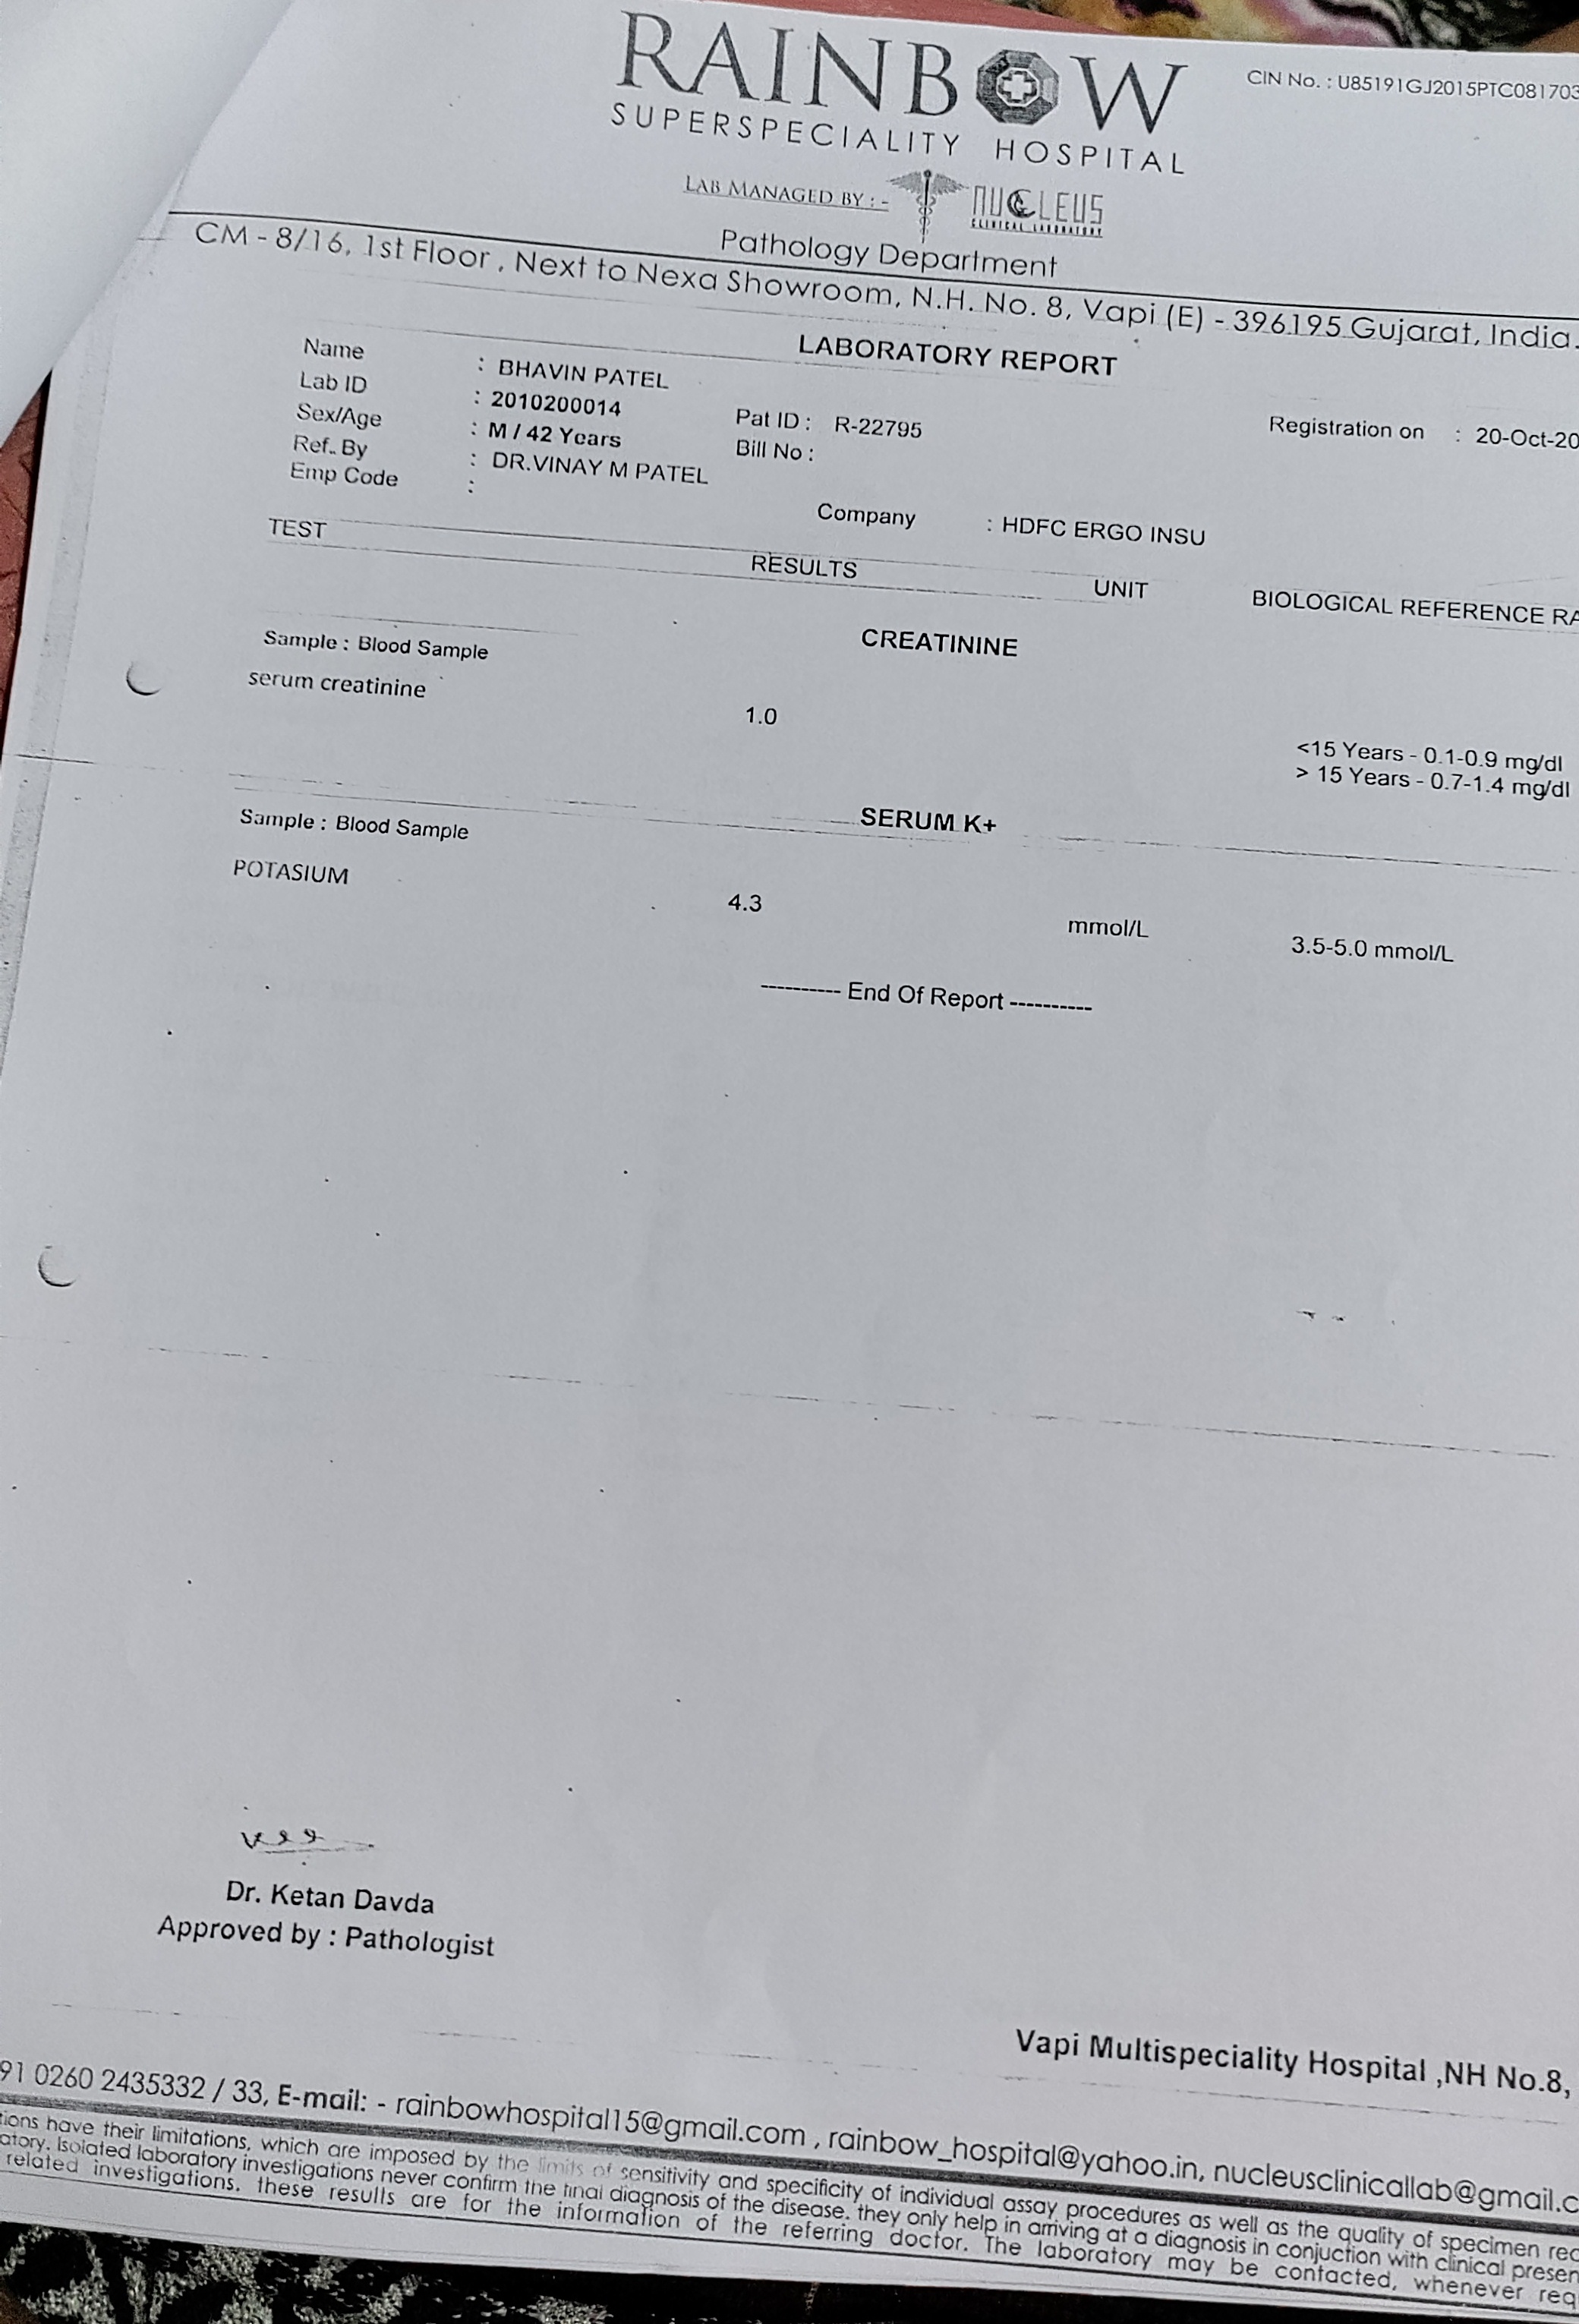 RAINBOW
SUPERSPECIALITY HOSPITAL
CIN No. : U85191GJ2015PTC081703
LAB MANAGED BY : - NUCLEUS
CLINICAL LABORATORY
Pathology Department
CM - 8/16, 1st Floor , Next to Nexa Showroom, N.H. No. 8, Vapi (E) - 396195 Gujarat, India.
LABORATORY REPORT
Name : BHAVIN PATEL
Lab ID : 2010200014 Pat ID : R-22795 Registration on : 20-Oct-20
Sex/Age : M / 42 Years Bill No :
Ref.. By : DR.VINAY M PATEL
Emp Code : Company : HDFC ERGO INSU
TEST RESULTS UNIT BIOLOGICAL REFERENCE RA
CREATININE
Sample : Blood Sample
serum creatinine 1.0 <15 Years - 0.1-0.9 mg/dl
> 15 Years - 0.7-1.4 mg/dl
SERUM K+
Sample : Blood Sample
POTASIUM 4.3 mmol/L 3.5-5.0 mmol/L
---------- End Of Report ----------
Dr. Ketan Davda
Approved by : Pathologist
Vapi Multispeciality Hospital ,NH No.8,
91 0260 2435332 / 33, E-mail: - rainbowhospital15@gmail.com , rainbow_hospital@yahoo.in, nucleusclinicallab@gmail.c
tions have their limitations, which are imposed by the limits of sensitivity and specificity of individual assay procedures as well as the quality of specimen rec
atory. Isolated laboratory investigations never confirm the final diagnosis of the disease. they only help in arriving at a diagnosis in conjuction with clinical presen
related investigations. these results are for the information of the referring doctor. The laboratory may be contacted, whenever req